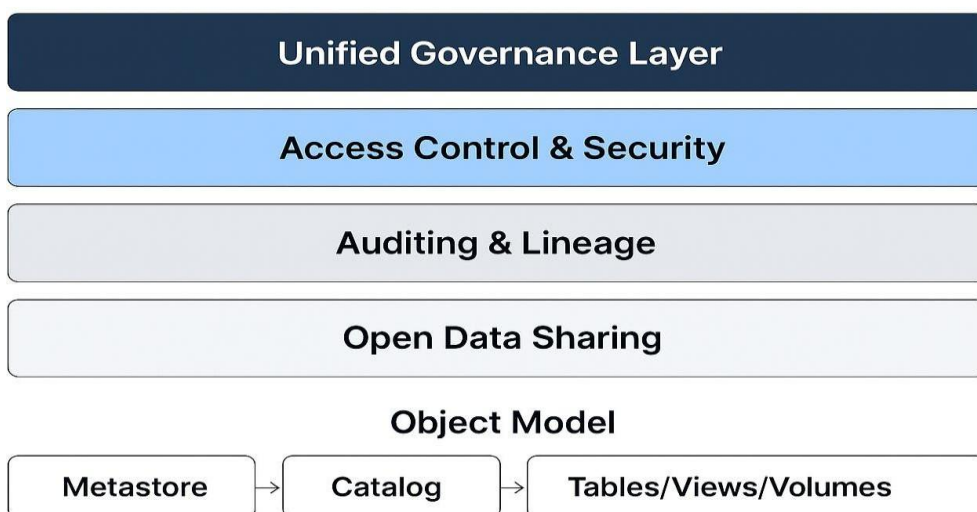 Unified Governance Layer
Access Control & Security
Auditing & Lineage
Open Data Sharing
Object Model
Metastore
Catalog
Tables/Views/Volumes